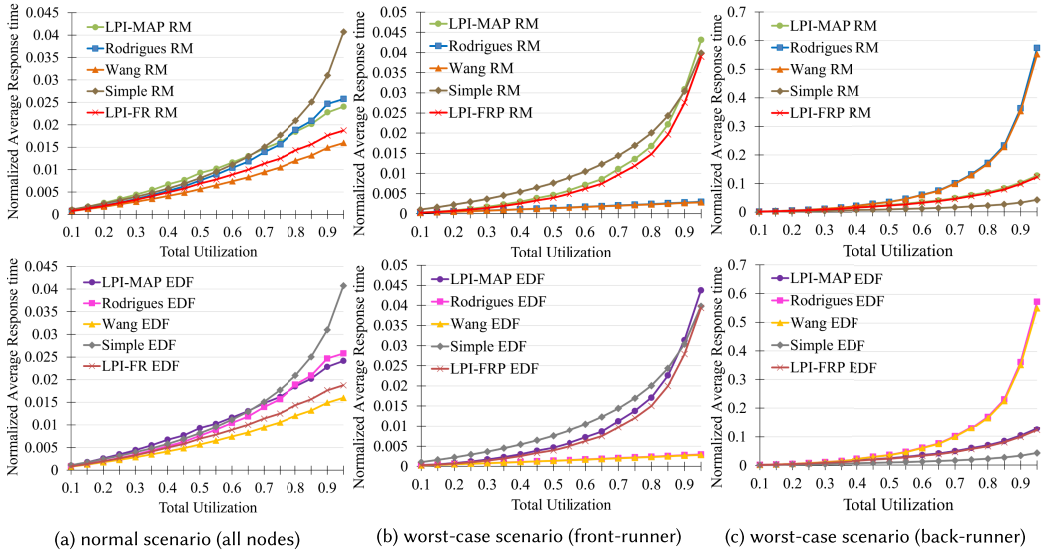 Normalized Average Response time
0.045
0.04
0.035
0.03
0.025
0.02
0.015
0.01
0.005
0
LPI-MAP RM
Rodrigues RM
Wang RM
Simple RM
LPI-FR RM
0.1 0.2 0.3 0.4 0.5 0.6 0.7 0.8 0.9
Total Utilization
Normalized Average Response time
0.05
0.045
0.04
0.035
0.03
0.025
0.02
0.015
0.01
0.005
0
LPI-MAP RM
Rodrigues RM
Wang RM
Simple RM
LPI-FRP RM
0.1 0.2 0.3 0.4 0.5 0.6 0.7 0.8 0.9
Total Utilization
Normalized Average Response time
0.7
0.6
0.5
0.4
0.3
0.2
0.1
0
LPI-MAP RM
Rodrigues RM
Wang RM
Simple RM
LPI-FRP RM
0.1 0.2 0.3 0.4 0.5 0.6 0.7 0.8 0.9
Total Utilization
Normalized Average Response time
0.045
0.04
0.035
0.03
0.025
0.02
0.015
0.01
0.005
0
LPI-MAP EDF
Rodrigues EDF
Wang EDF
Simple EDF
LPI-FR EDF
0.1 0.2 0.3 0.4 0.5 0.6 0.7 0.8 0.9
Total Utilization
Normalized Average Response time
0.05
0.045
0.04
0.035
0.03
0.025
0.02
0.015
0.01
0.005
0
LPI-MAP EDF
Rodrigues EDF
Wang EDF
Simple EDF
LPI-FRP EDF
0.1 0.2 0.3 0.4 0.5 0.6 0.7 0.8 0.9
Total Utilization
Normalized Average Response time
0.7
0.6
0.5
0.4
0.3
0.2
0.1
0
LPI-MAP EDF
Rodrigues EDF
Wang EDF
Simple EDF
LPI-FRP EDF
0.1 0.2 0.3 0.4 0.5 0.6 0.7 0.8 0.9
Total Utilization
(a) normal scenario (all nodes)
(b) worst-case scenario (front-runner)
(c) worst-case scenario (back-runner)